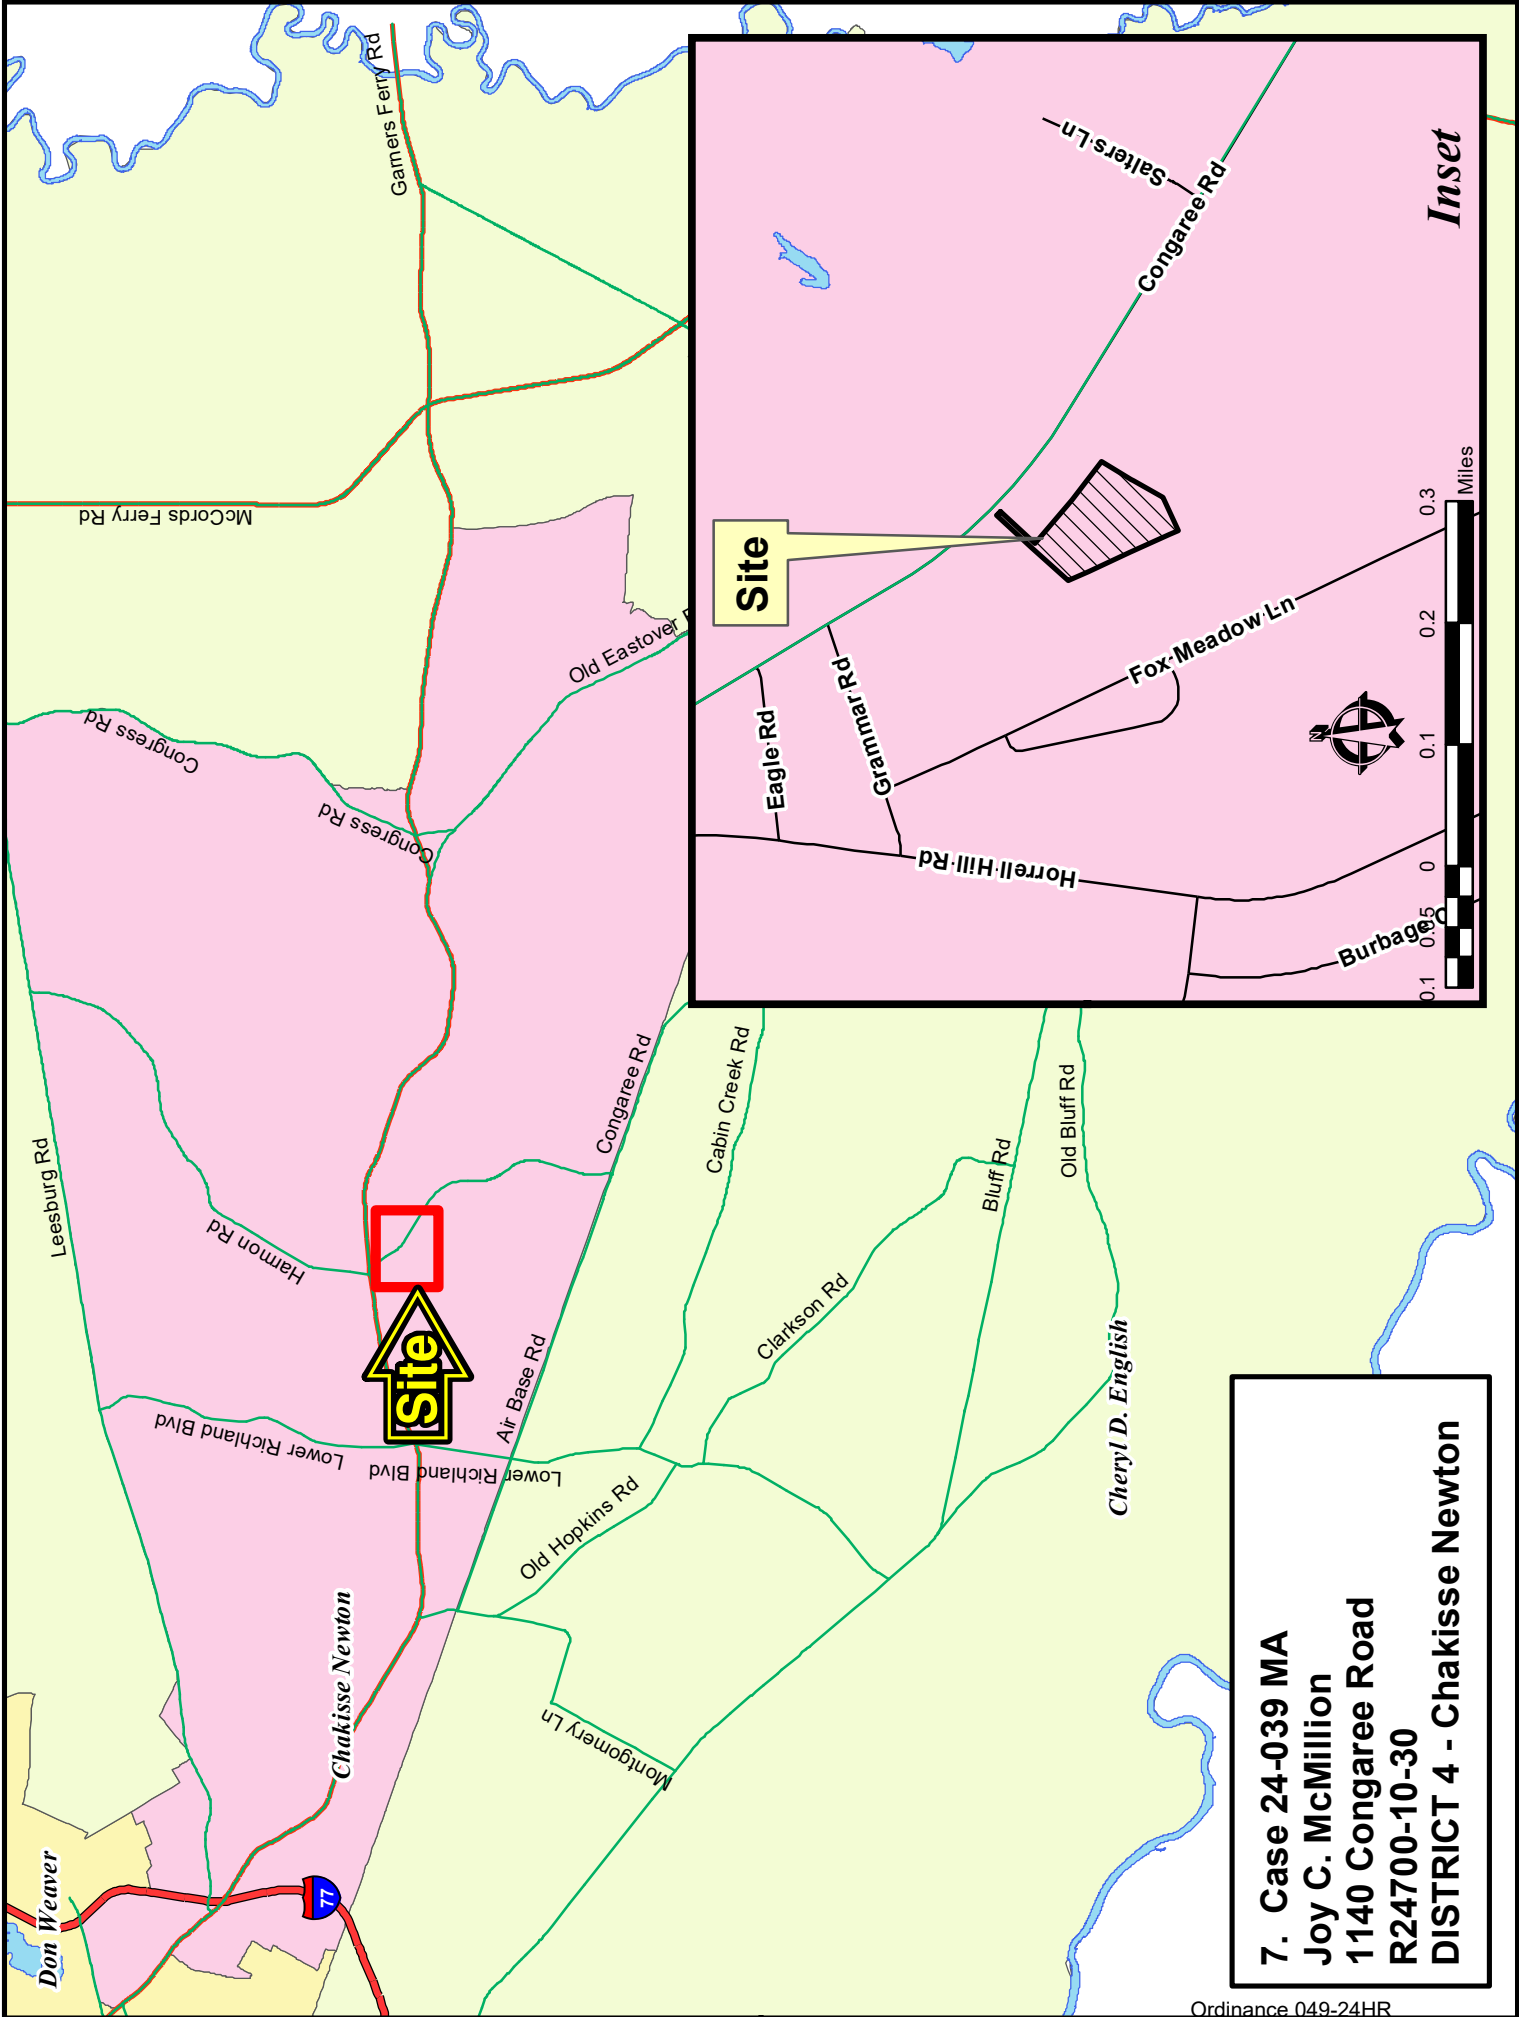 Don Weaver
77
Chakisse Newton
Leesburg Rd
Lower Richland Blvd
Lower Richland Blvd
Lower
Harmon Rd
Site
Air Base Rd
Congaree Rd
Congress Rd
Congress Rd
McCords Ferry Rd
Garners Ferry Rd
Old Eastover
Old Hopkins Rd
Montgomery Ln
Cabin Creek Rd
Clarkson Rd
Bluff Rd
Old Bluff Rd
Cheryl D. English
Site
Eagle Rd
Grammar Rd
Horrell Hill Rd
Fox Meadow Ln
Burbage
Congaree Rd
Salters Ln
Inset
N
0.1 0.05 0 0.1 0.2 0.3
Miles
7. Case 24-039 MA
Joy C. McMillion
1140 Congaree Road
R24700-10-30
DISTRICT 4 - Chakisse Newton
Ordinance 049-24HR